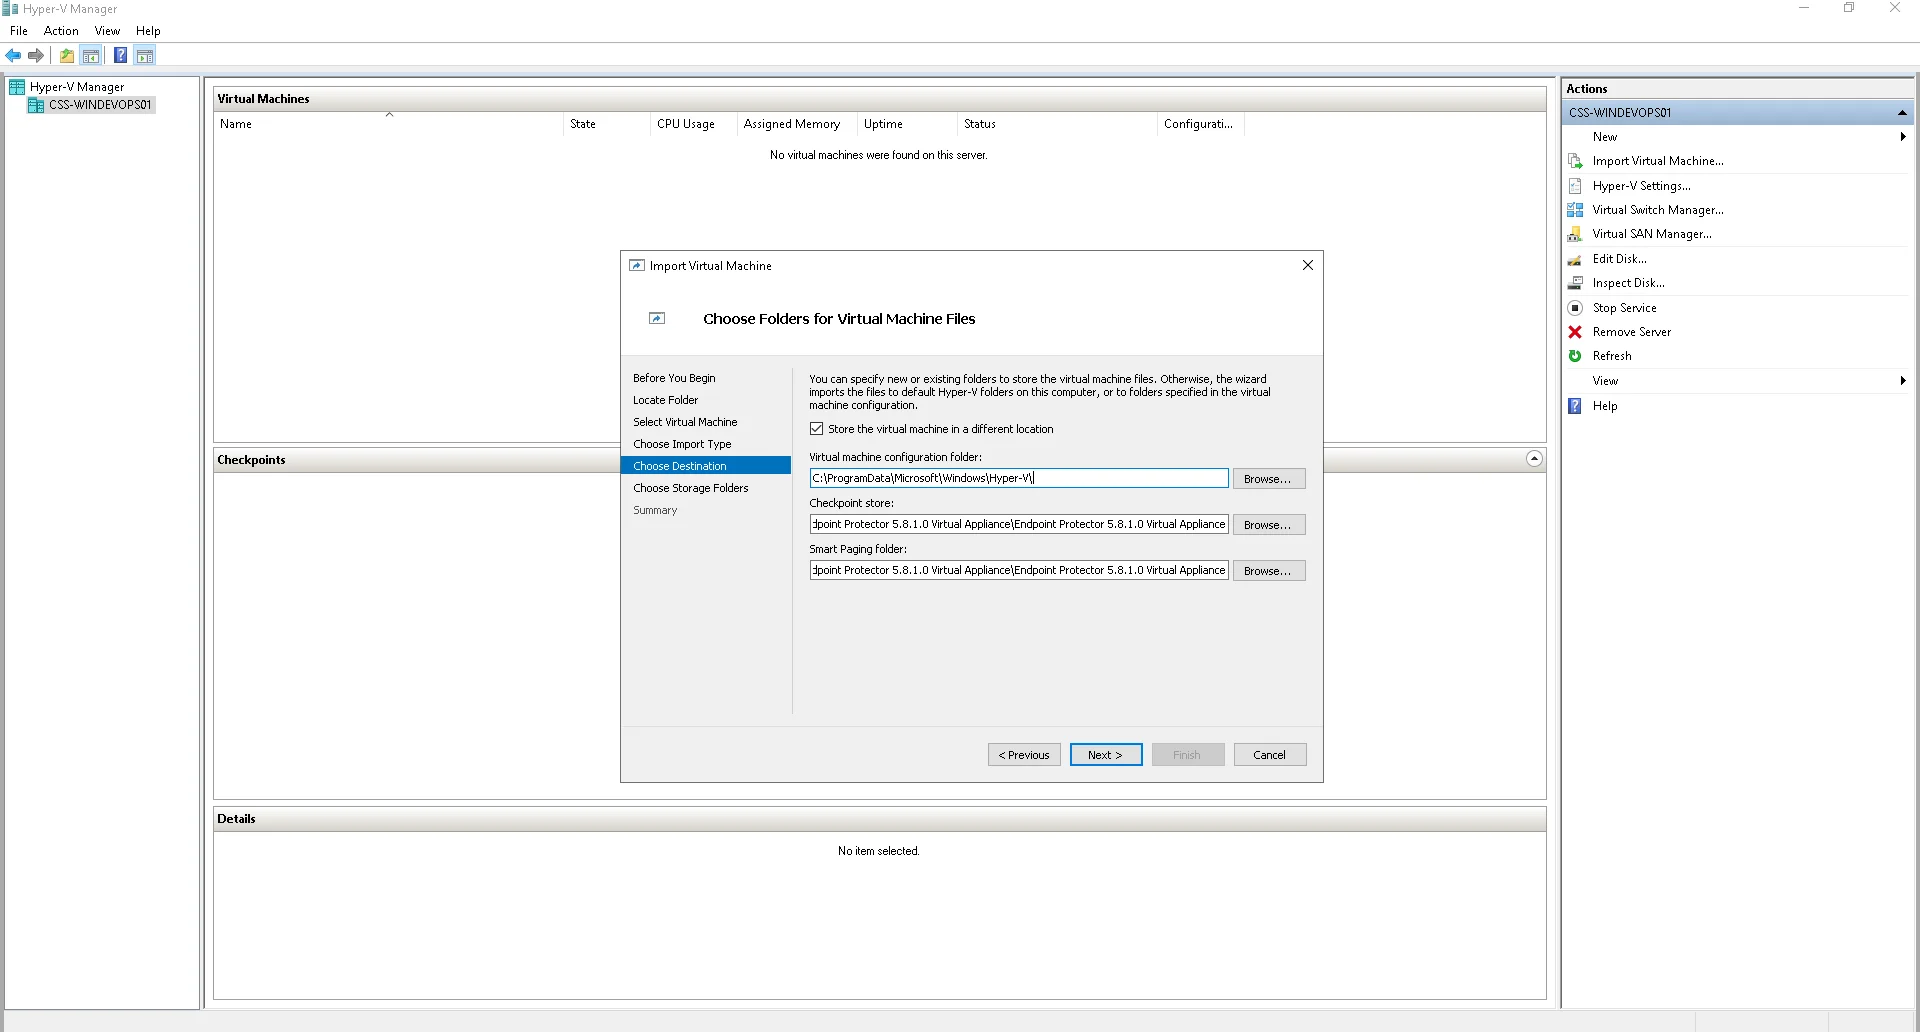 Hyper-V Manager
File Action View Help
Hyper-V Manager
CSS-WINDEVOPS01
Virtual Machines
Name State CPU Usage Assigned Memory Uptime Status Configurati...
No virtual machines were found on this server.
Import Virtual Machine
Choose Folders for Virtual Machine Files
Before You Begin
Locate Folder
Select Virtual Machine
Choose Import Type
Choose Destination
Choose Storage Folders
Summary
You can specify new or existing folders to store the virtual machine files. Otherwise, the wizard
imports the files to default Hyper-V folders on this computer, or to folders specified in the virtual
machine configuration.
Store the virtual machine in a different location
Virtual machine configuration folder:
C:\ProgramData\Microsoft\Windows\Hyper-V\
Browse...
Checkpoint store:
dpoint Protector 5.8.1.0 Virtual Appliance\Endpoint Protector 5.8.1.0 Virtual Appliance
Browse...
Smart Paging folder:
dpoint Protector 5.8.1.0 Virtual Appliance\Endpoint Protector 5.8.1.0 Virtual Appliance
Browse...
< Previous Next > Finish Cancel
Checkpoints
Details
No item selected.
Actions
CSS-WINDEVOPS01
New
Import Virtual Machine...
Hyper-V Settings...
Virtual Switch Manager...
Virtual SAN Manager...
Edit Disk...
Inspect Disk...
Stop Service
Remove Server
Refresh
View
Help